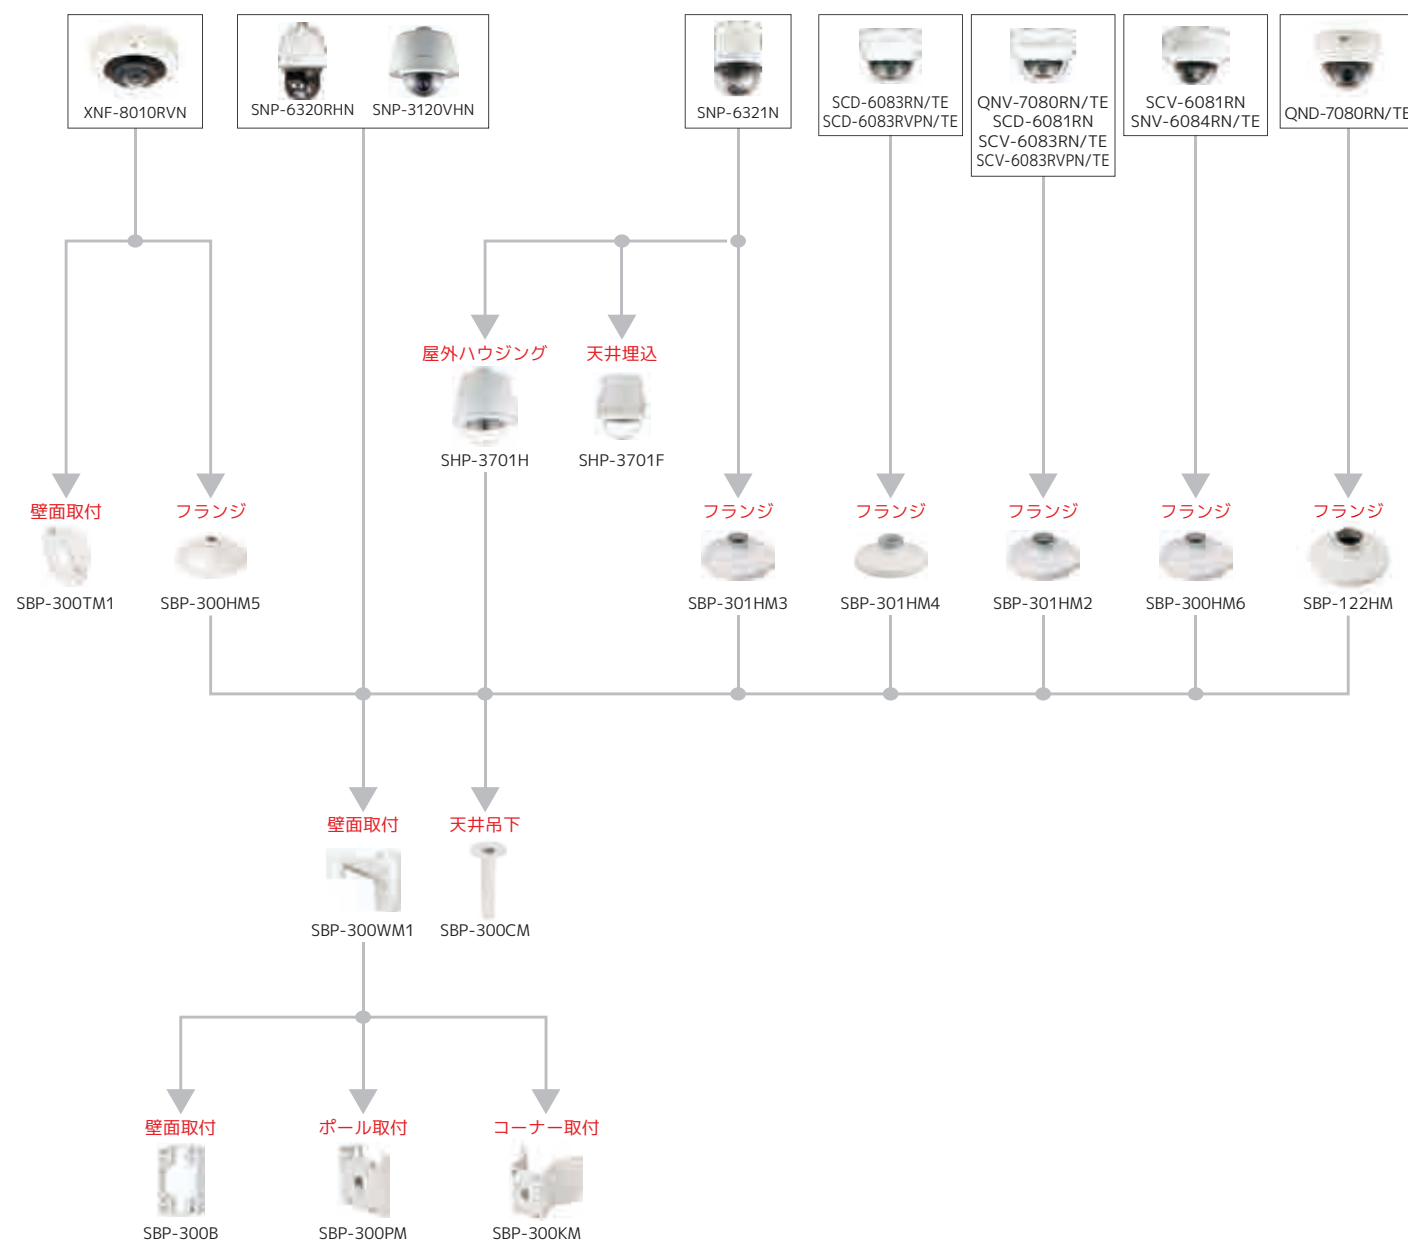 XNF-8010RVN
SNP-6320RHN SNP-3120VHN
SNP-6321N
SCD-6083RN/TE
SCD-6083RVPN/TE
QNV-7080RN/TE
SCD-6081RN
SCV-6083RN/TE
SCV-6083RVPN/TE
SCV-6081RN
SNV-6084RN/TE
QND-7080RN/TE
屋外ハウジング
SHP-3701H
天井埋込
SHP-3701F
壁面取付
SBP-300TM1
フランジ
SBP-300HM5
フランジ
SBP-301HM3
フランジ
SBP-301HM4
フランジ
SBP-301HM2
フランジ
SBP-300HM6
フランジ
SBP-122HM
壁面取付
SBP-300WM1
天井吊下
SBP-300CM
壁面取付
SBP-300B
ポール取付
SBP-300PM
コーナー取付
SBP-300KM